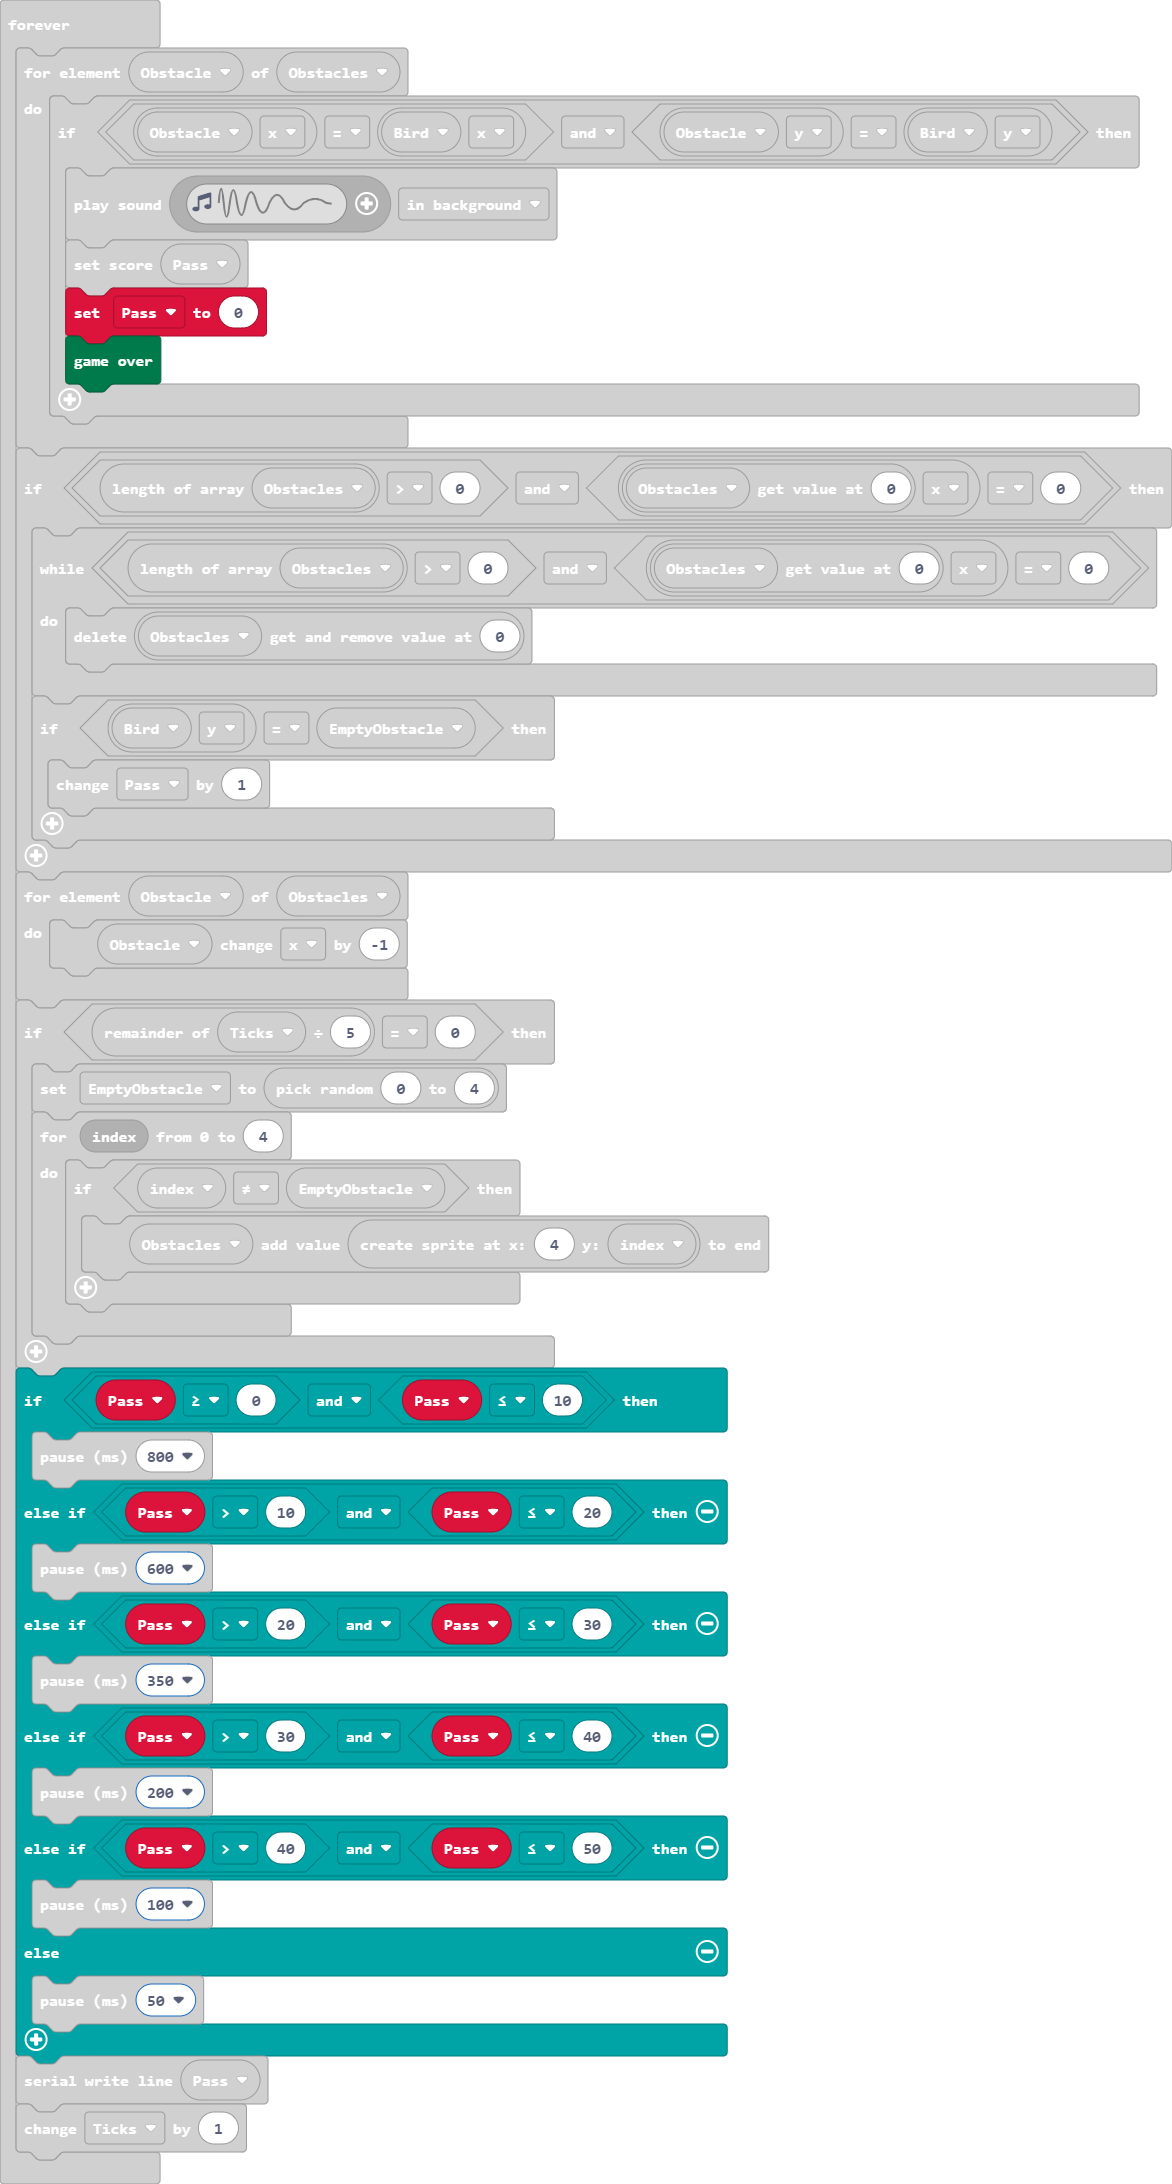 forever
for element Obstacle of Obstacles
do
if Obstacle x = Bird x and Obstacle y = Bird y then
play sound in background
set score Pass
set Pass to 0
game over
if length of array Obstacles > 0 and Obstacles get value at 0 x = 0 then
while length of array Obstacles > 0 and Obstacles get value at 0 x = 0
do
delete Obstacles get and remove value at 0
if Bird y = EmptyObstacle then
change Pass by 1
for element Obstacle of Obstacles
do
Obstacle change x by -1
if remainder of Ticks ÷ 5 = 0 then
set EmptyObstacle to pick random 0 to 4
for index from 0 to 4
do
if index ≠ EmptyObstacle then
Obstacles add value create sprite at x: 4 y: index to end
if Pass ≥ 0 and Pass ≤ 10 then
pause (ms) 800
else if Pass > 10 and Pass ≤ 20 then
pause (ms) 600
else if Pass > 20 and Pass ≤ 30 then
pause (ms) 350
else if Pass > 30 and Pass ≤ 40 then
pause (ms) 200
else if Pass > 40 and Pass ≤ 50 then
pause (ms) 100
else
pause (ms) 50
serial write line Pass
change Ticks by 1